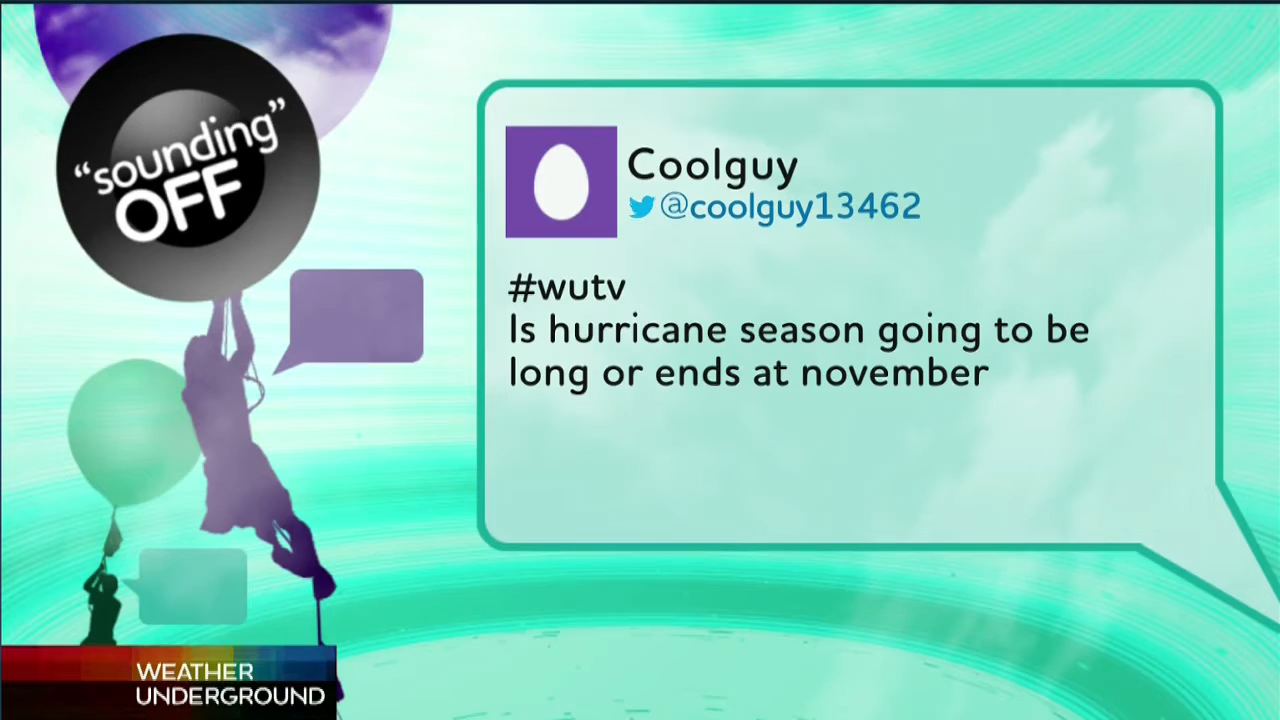 “sounding”
OFF
Coolguy
@coolguy13462
#wutv
Is hurricane season going to be
long or ends at november
WEATHER
UNDERGROUND